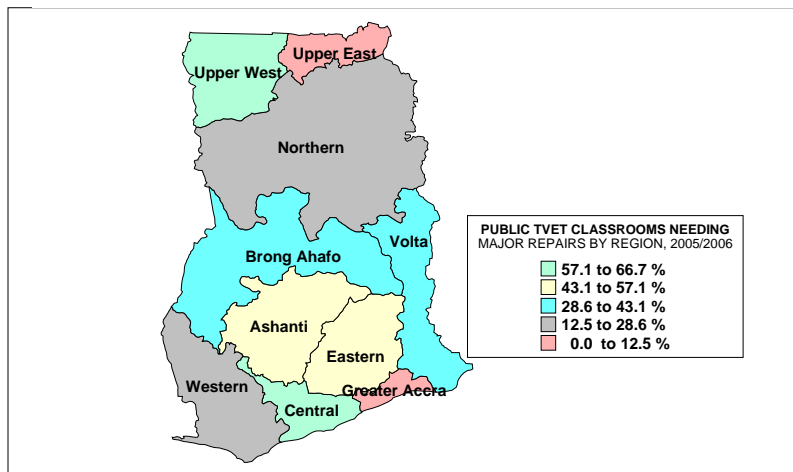 Upper East
Upper West
Northern
Volta
Brong Ahafo
Ashanti
Eastern
Western
Greater Accra
Central
PUBLIC TVET CLASSROOMS NEEDING
MAJOR REPAIRS BY REGION, 2005/2006
57.1 to 66.7 %
43.1 to 57.1 %
28.6 to 43.1 %
12.5 to 28.6 %
0.0 to 12.5 %